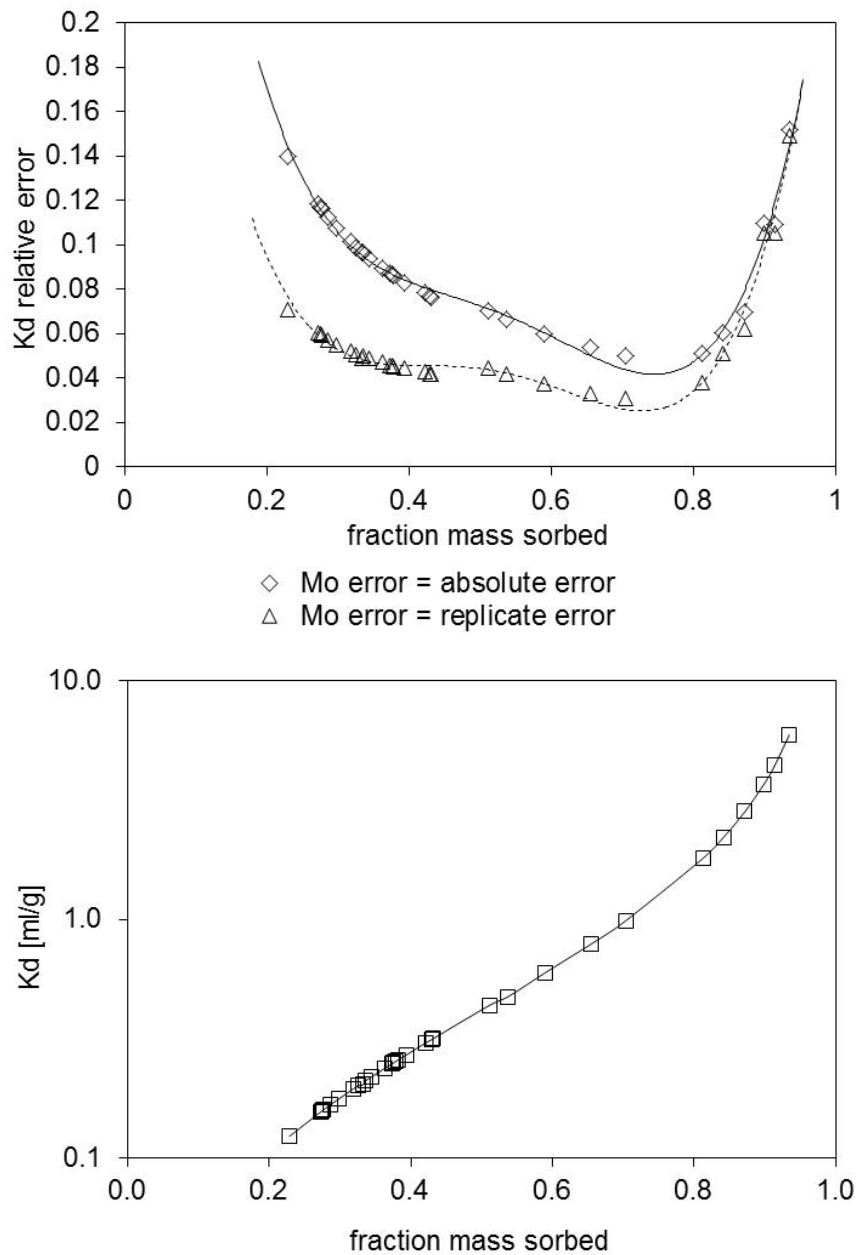 0.2
0.18
0.16
0.14
0.12
0.1
0.08
0.06
0.04
0.02
0
Kd relative error
0 0.2 0.4 0.6 0.8 1
fraction mass sorbed
Mo error = absolute error
Mo error = replicate error
10.0
1.0
0.1
Kd [ml/g]
0.0 0.2 0.4 0.6 0.8 1.0
fraction mass sorbed